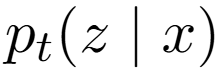 p_t(z | x)